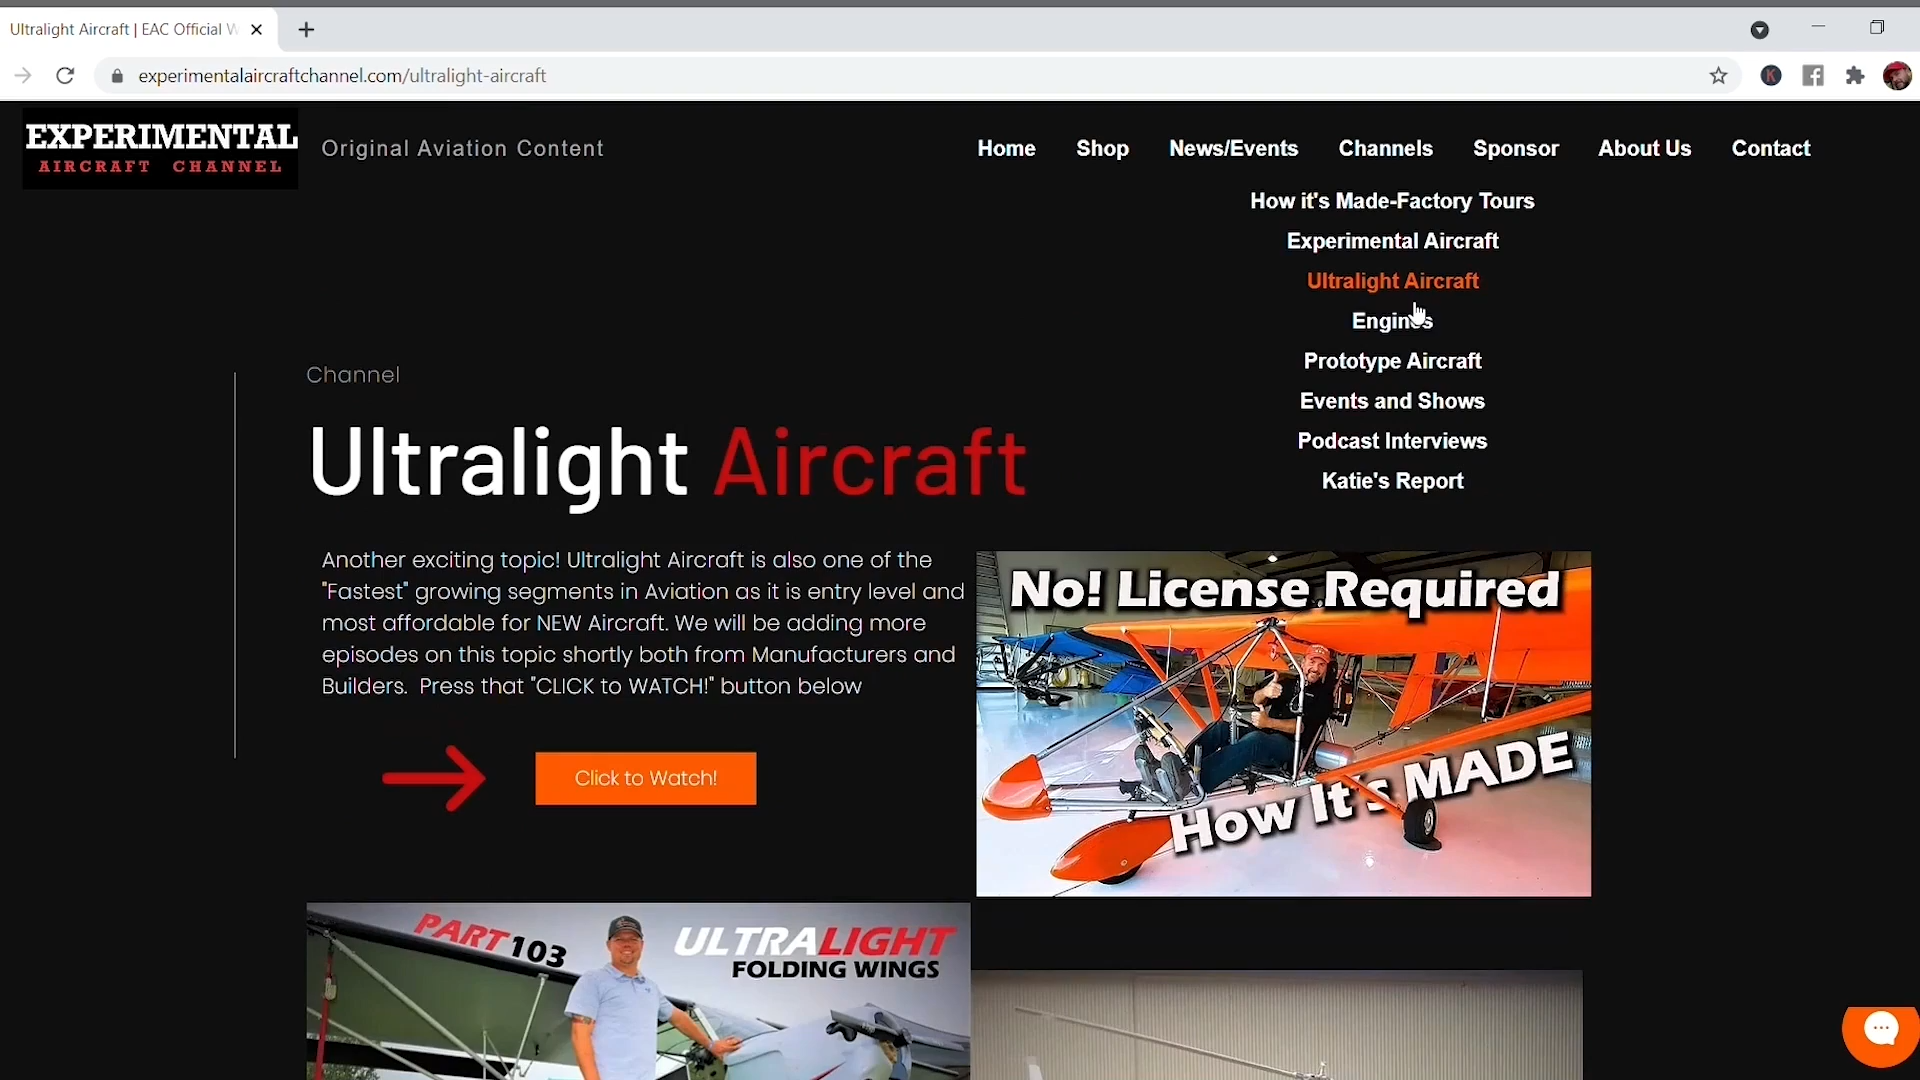 Ultralight Aircraft | EAC Official W
experimentalaircraftchannel.com/ultralight-aircraft
K
EXPERIMENTAL
AIRCRAFT CHANNEL
Original Aviation Content
Home Shop News/Events Channels Sponsor About Us Contact
How it's Made-Factory Tours
Experimental Aircraft
Ultralight Aircraft
Engines
Prototype Aircraft
Events and Shows
Podcast Interviews
Katie's Report
Channel
Ultralight Aircraft
Another exciting topic! Ultralight Aircraft is also one of the
"Fastest" growing segments in Aviation as it is entry level and
most affordable for NEW Aircraft. We will be adding more
episodes on this topic shortly both from Manufacturers and
Builders. Press that "CLICK to WATCH!" button below
Click to Watch!
No! License Required
How It's MADE
PART 103
ULTRALIGHT
FOLDING WINGS